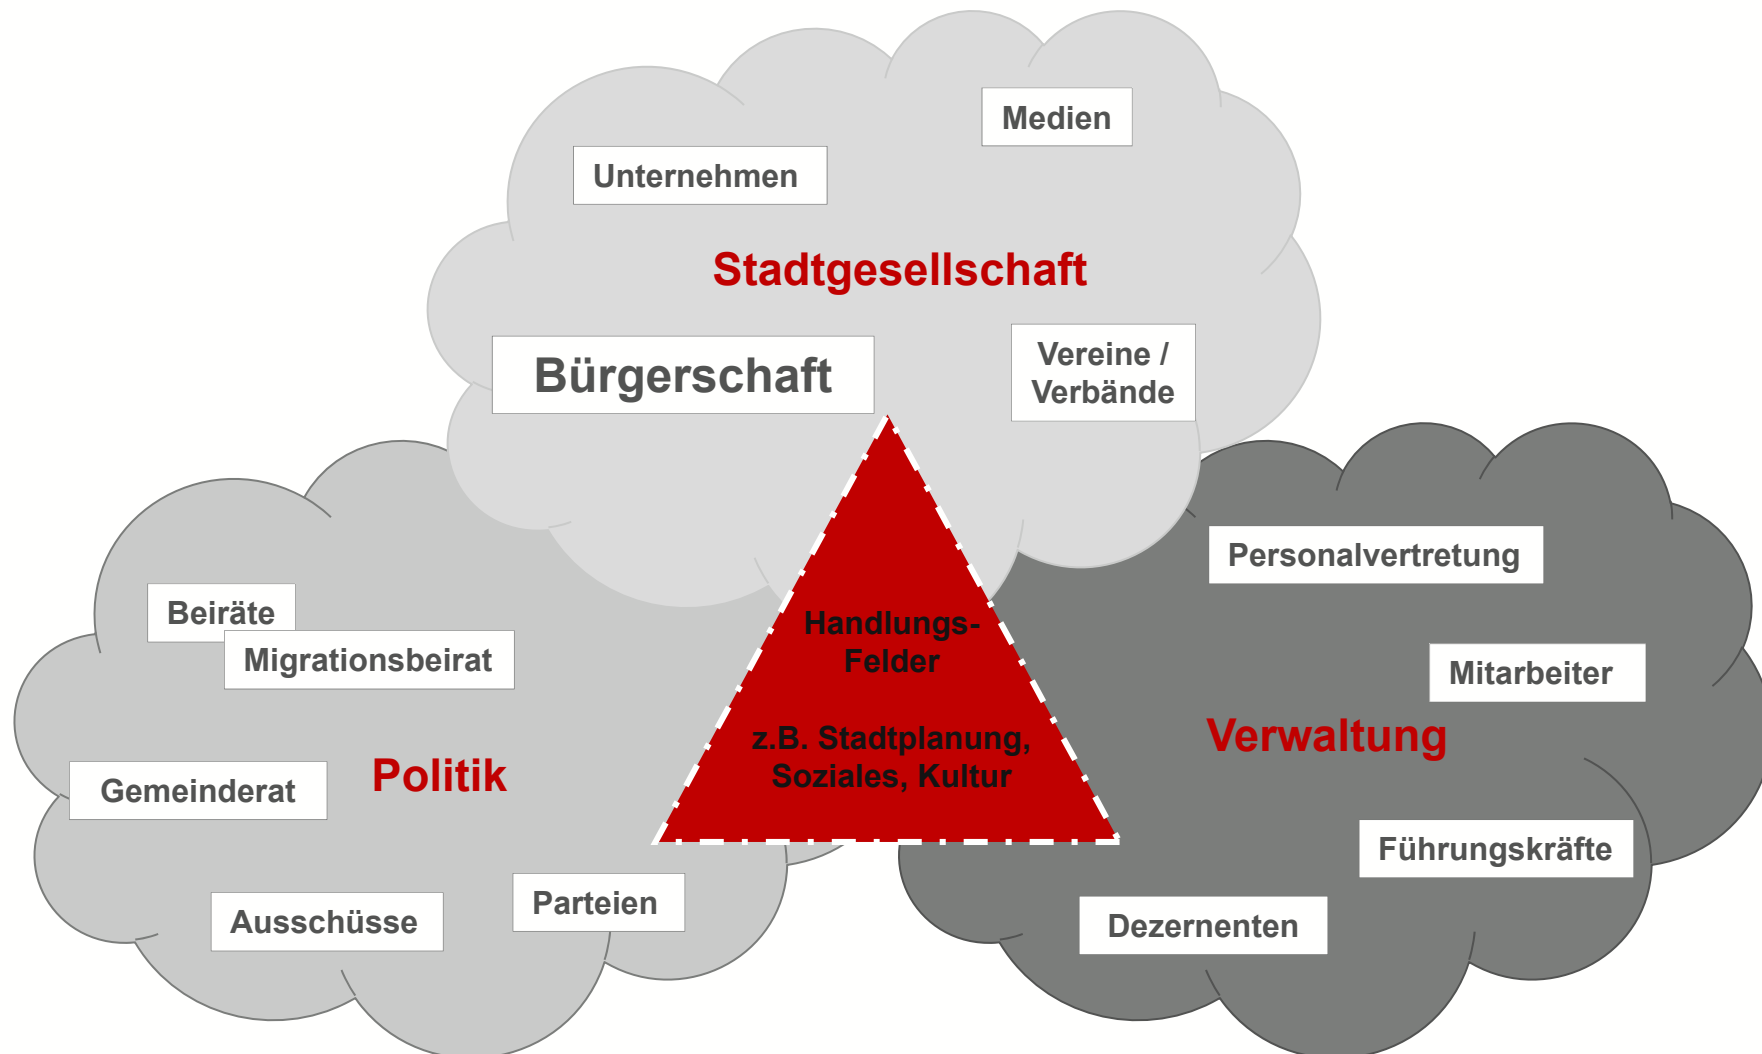 Medien
Unternehmen
Stadtgesellschaft
Bürgerschaft
Vereine /
Verbände
Beiräte
Migrationsbeirat
Gemeinderat
Politik
Ausschüsse
Parteien
Handlungs-
Felder
z.B. Stadtplanung,
Soziales, Kultur
Personalvertretung
Mitarbeiter
Verwaltung
Führungskräfte
Dezernenten